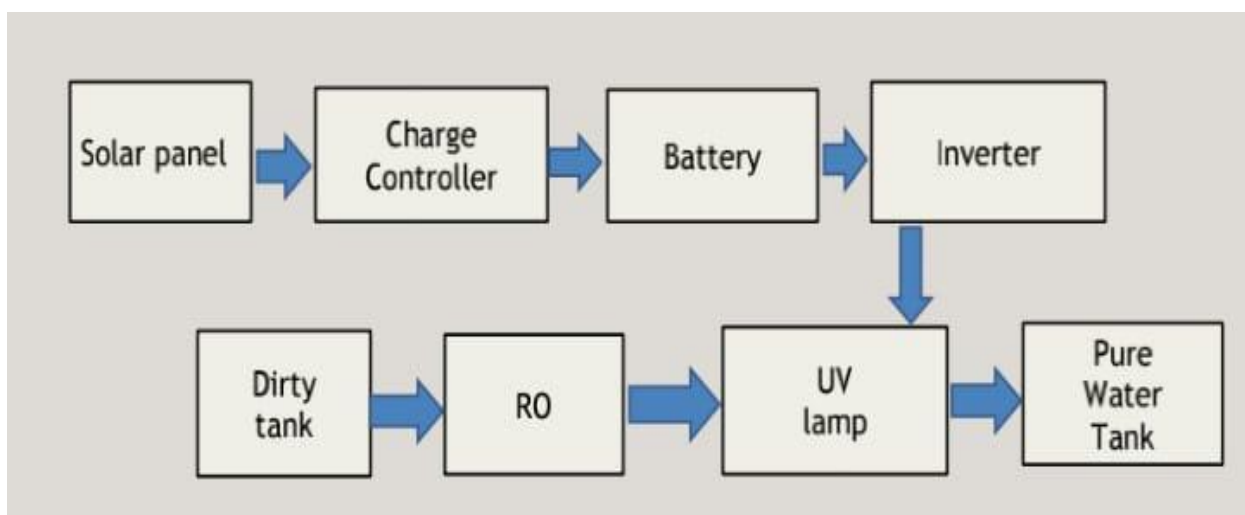 Solar panel
Charge
Controller
Battery
Inverter
Dirty
tank
RO
UV
lamp
Pure
Water
Tank